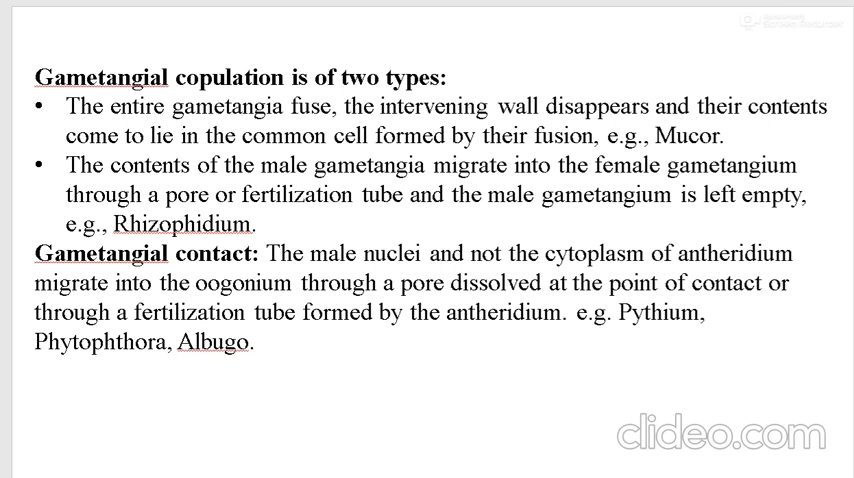 Gametangial copulation is of two types:
• The entire gametangia fuse, the intervening wall disappears and their contents
come to lie in the common cell formed by their fusion, e.g., Mucor.
• The contents of the male gametangia migrate into the female gametangium
through a pore or fertilization tube and the male gametangium is left empty,
e.g., Rhizophidium.
Gametangial contact: The male nuclei and not the cytoplasm of antheridium
migrate into the oogonium through a pore dissolved at the point of contact or
through a fertilization tube formed by the antheridium. e.g. Pythium,
Phytophthora, Albugo.
clideo.com